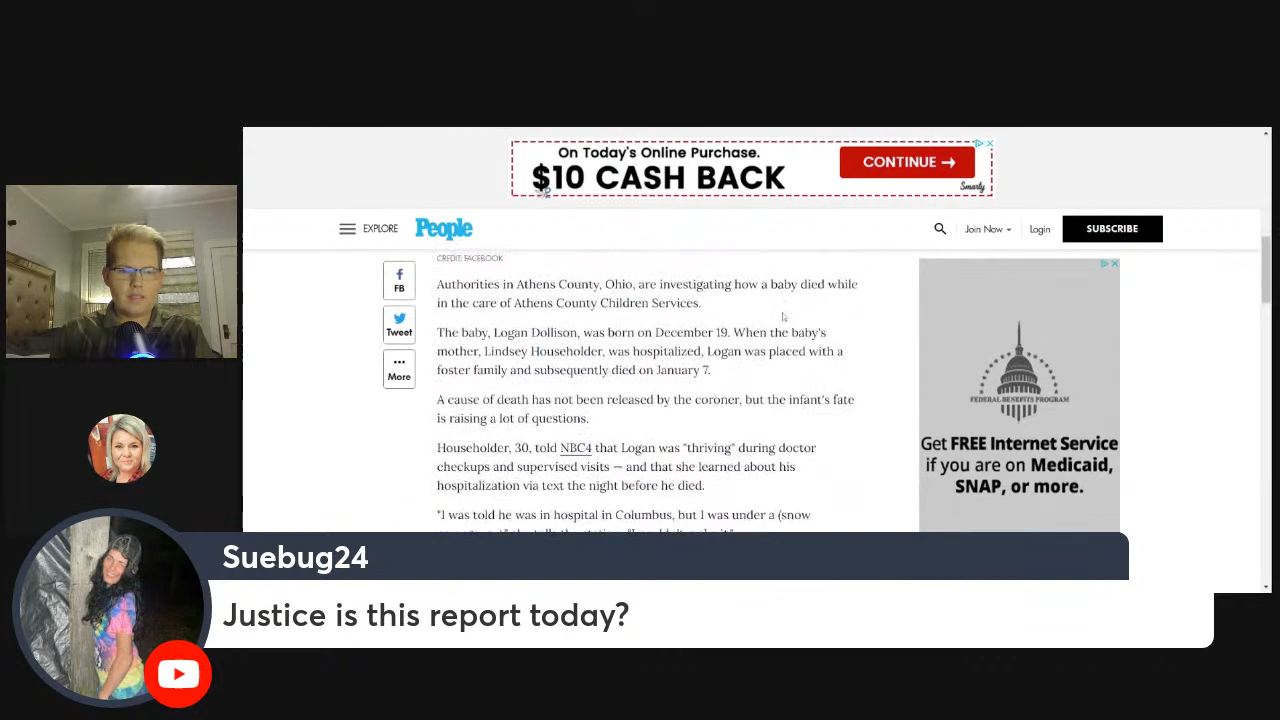 On Today's Online Purchase.
$10 CASH BACK
CONTINUE →
Smarty
EXPLORE
People
Join Now
Login
SUBSCRIBE
CREDIT: FACEBOOK
FB
Tweet
More
Authorities in Athens County, Ohio, are investigating how a baby died while
in the care of Athens County Children Services.
The baby, Logan Dollison, was born on December 19. When the baby's
mother, Lindsey Householder, was hospitalized, Logan was placed with a
foster family and subsequently died on January 7.
A cause of death has not been released by the coroner, but the infant's fate
is raising a lot of questions.
Householder, 30, told NBC4 that Logan was "thriving" during doctor
checkups and supervised visits — and that she learned about his
hospitalization via text the night before he died.
"I was told he was in hospital in Columbus, but I was under a (snow
FEDERAL BENEFITS PROGRAM
Get FREE Internet Service
if you are on Medicaid,
SNAP, or more.
Suebug24
Justice is this report today?